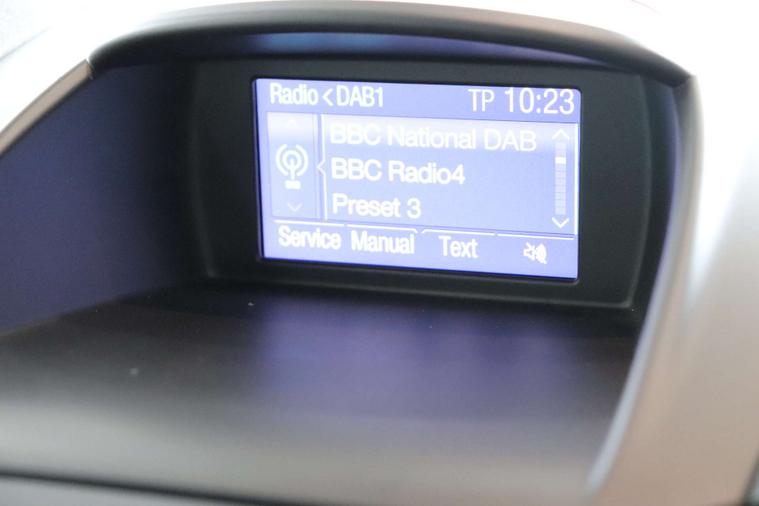 Radio < DAB1 TP 10:23
BBC National DAB
BBC Radio4
Preset 3
Service Manual Text